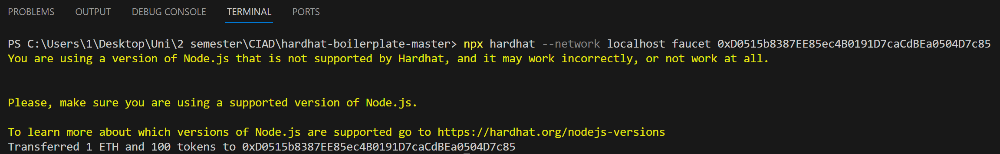 PROBLEMS OUTPUT DEBUG CONSOLE TERMINAL PORTS
PS C:\Users\1\Desktop\Uni\2 semester\CIAD\hardhat-boilerplate-master> npx hardhat --network localhost faucet 0xD0515b8387EE85ec4B0191D7caCdBEa0504D7c85
You are using a version of Node.js that is not supported by Hardhat, and it may work incorrectly, or not work at all.
Please, make sure you are using a supported version of Node.js.
To learn more about which versions of Node.js are supported go to https://hardhat.org/nodejs-versions
Transferred 1 ETH and 100 tokens to 0xD0515b8387EE85ec4B0191D7caCdBEa0504D7c85